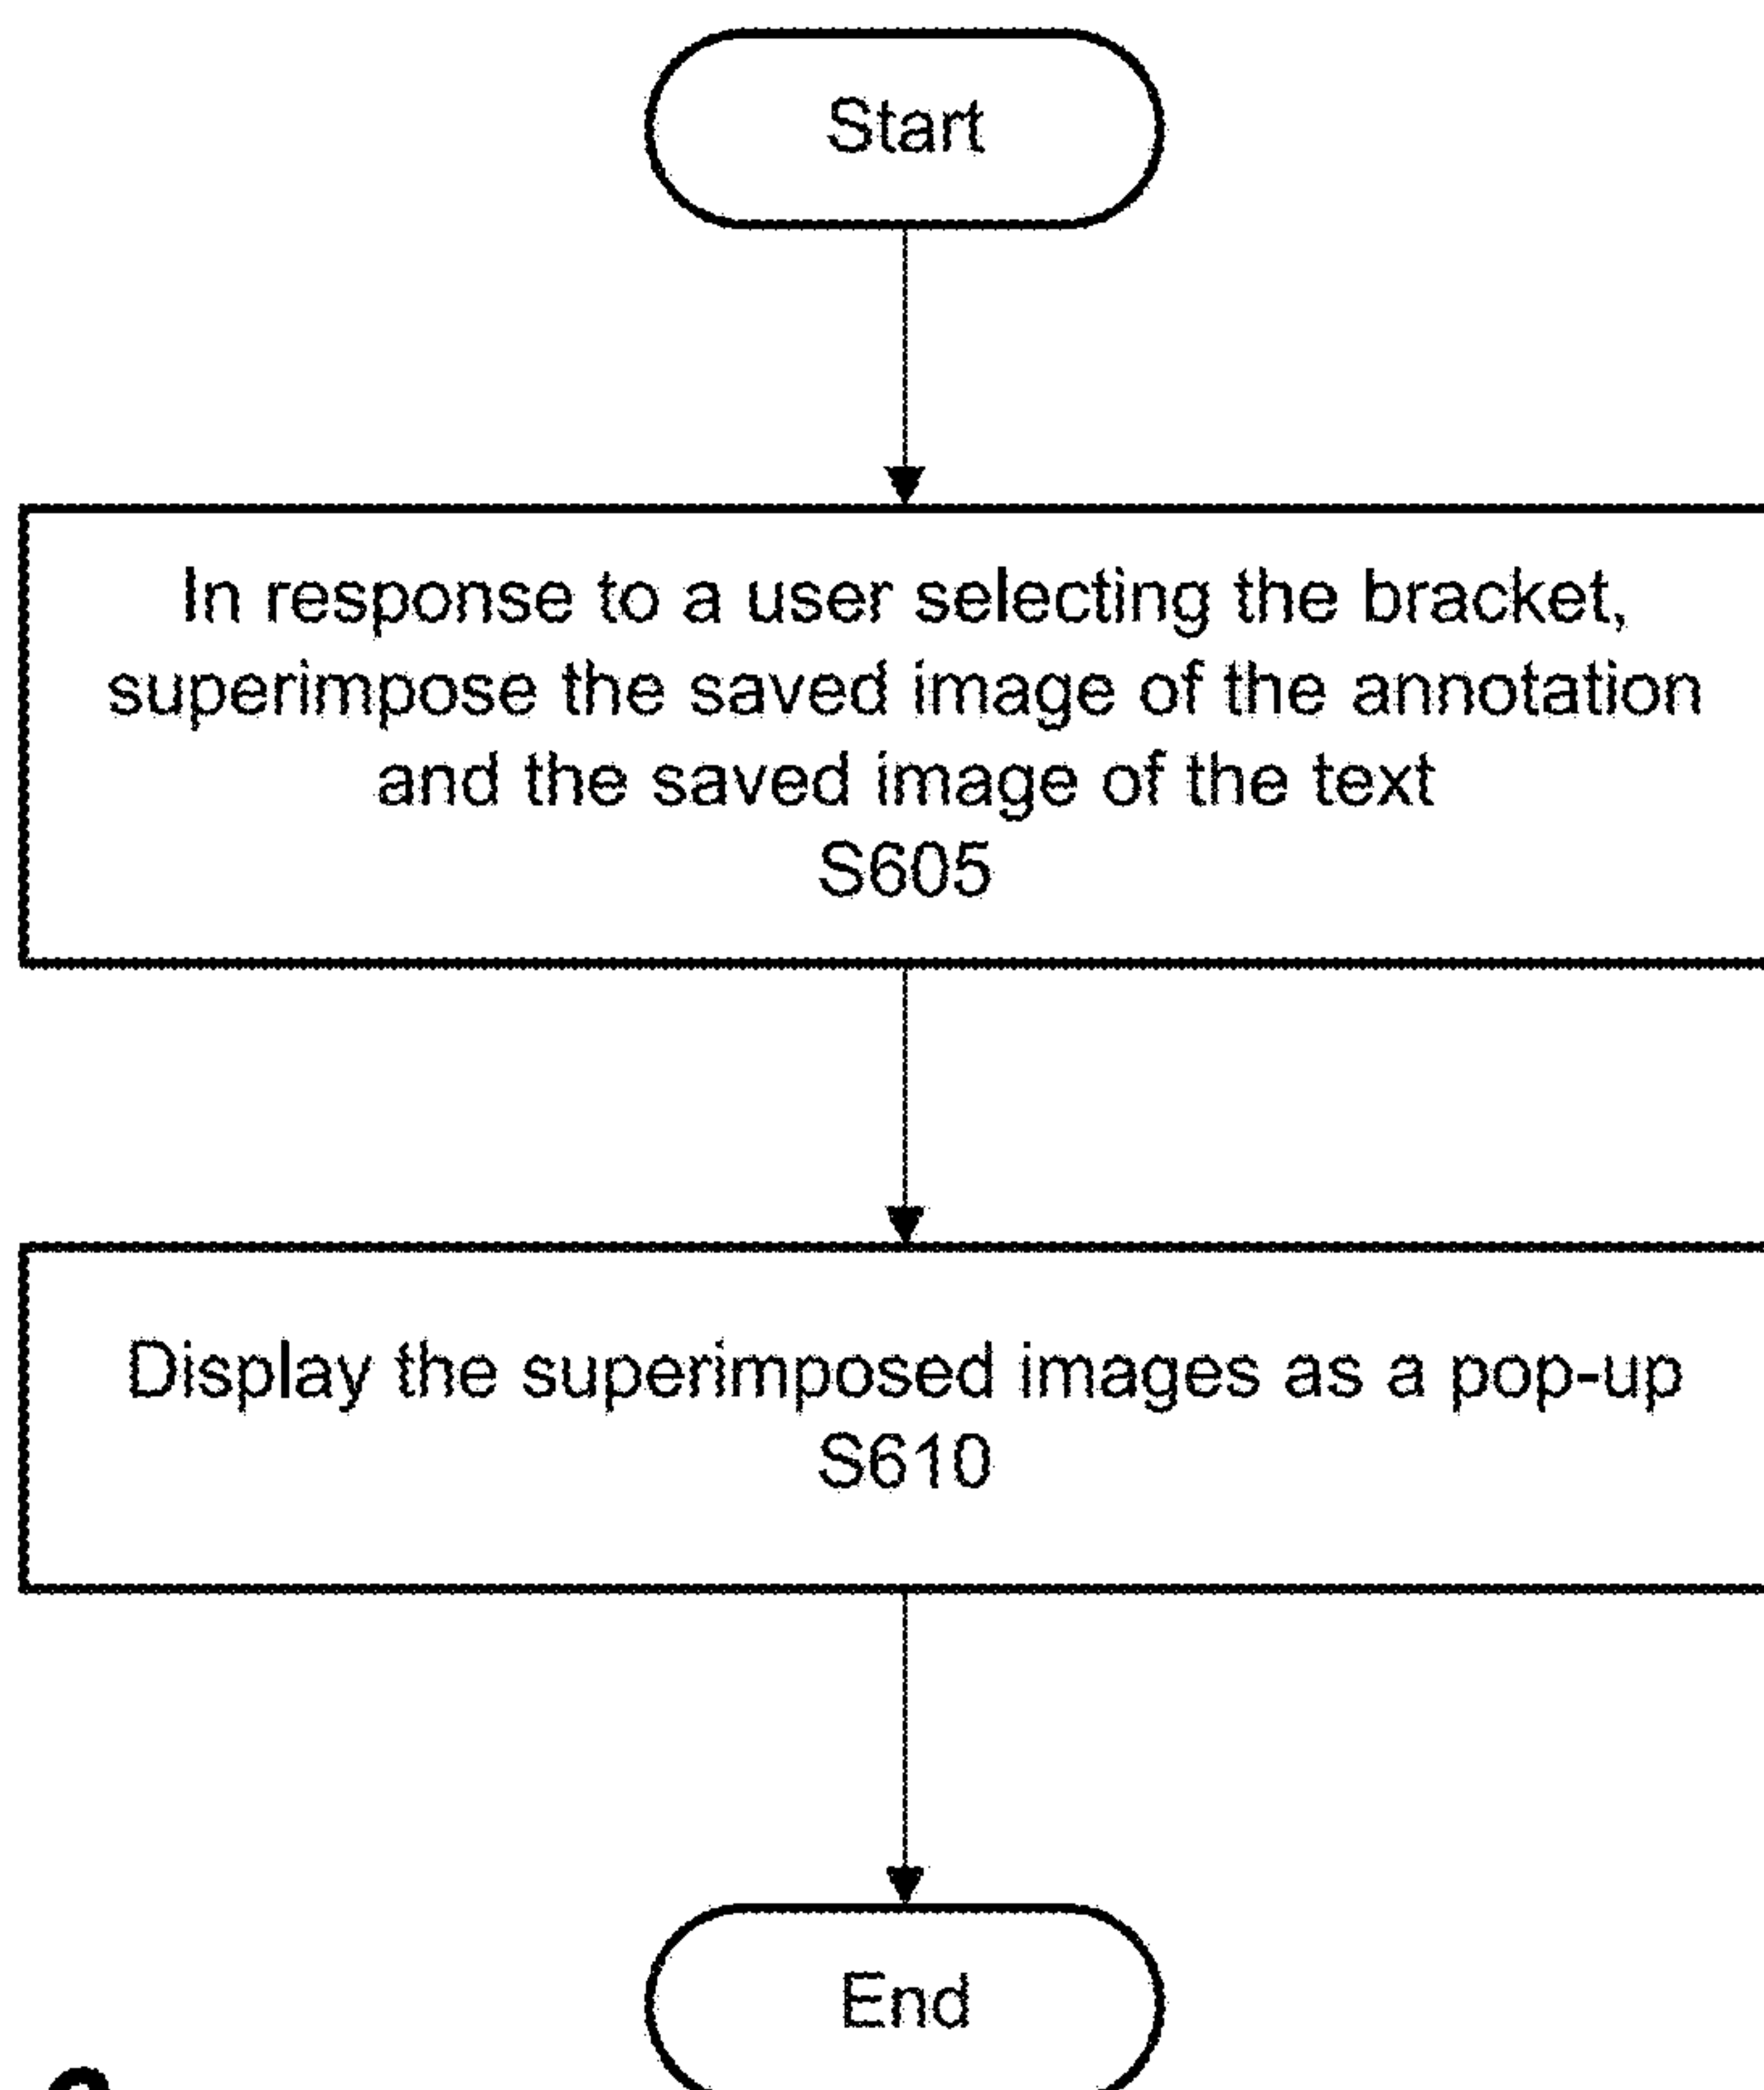 Start
In response to a user selecting the bracket,
superimpose the saved image of the annotation
and the saved image of the text
S605
Display the superimposed images as a pop-up
S610
End